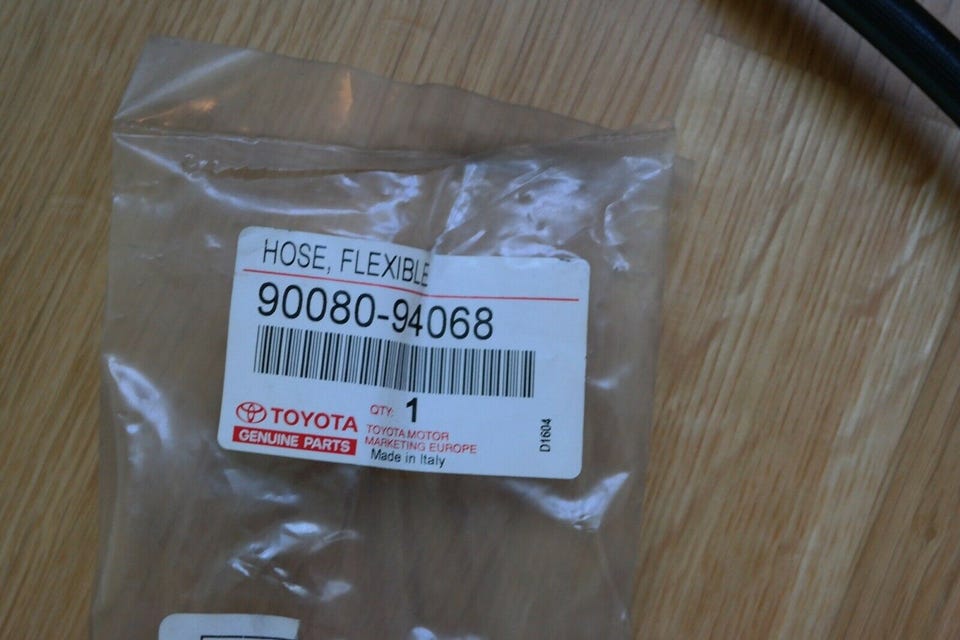 HOSE, FLEXIBLE
90080-94068
QTY: 1
TOYOTA
GENUINE PARTS
TOYOTA MOTOR
MARKETING EUROPE
Made in Italy
D1604